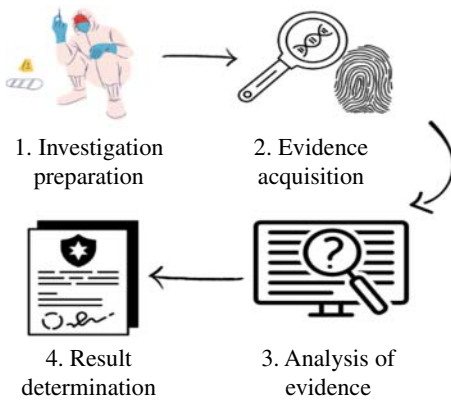 1. Investigation
preparation
2. Evidence
acquisition
3. Analysis of
evidence
4. Result
determination
?